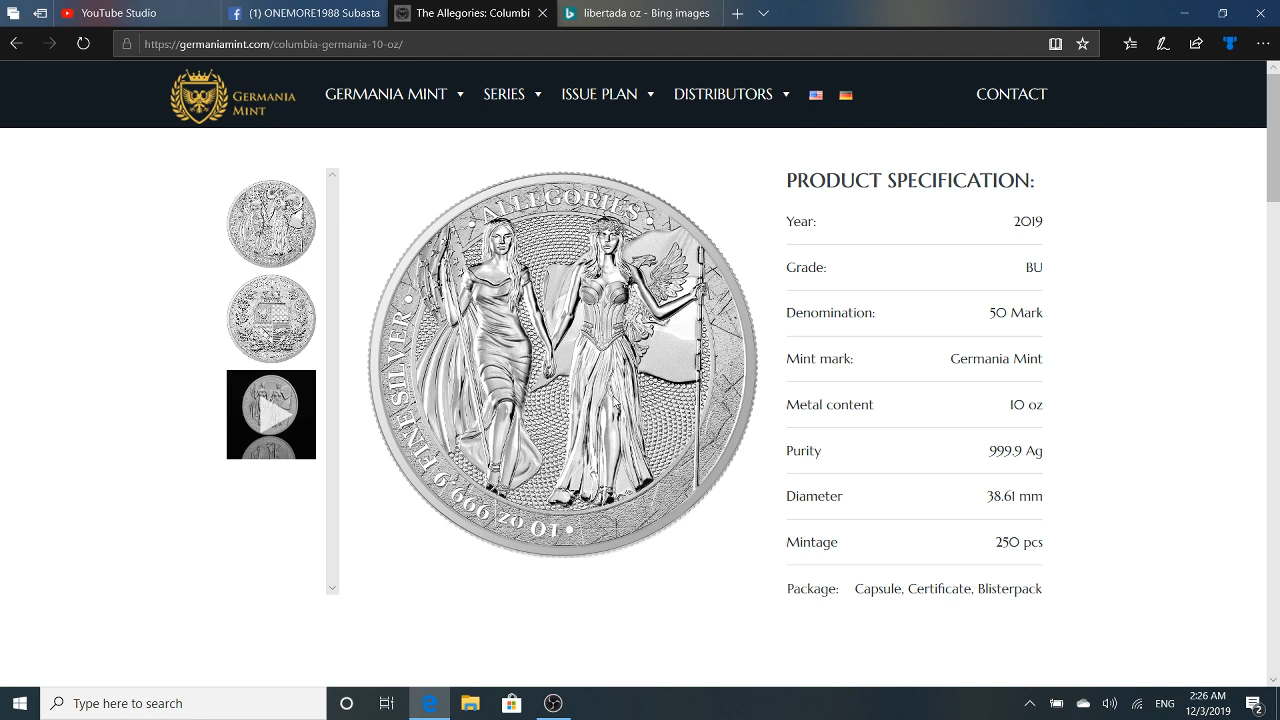 YouTube Studio
(1) ONEMORE1988 Subasta
The Allegories: Columbi
libertada oz - Bing images
https://germaniamint.com/columbia-germania-10-oz/
GERMANIA
MINT
GERMANIA MINT
SERIES
ISSUE PLAN
DISTRIBUTORS
CONTACT
ALLEGORIES
10 oz 999.9 FINE SILVER
PRODUCT SPECIFICATION:
Year: 2019
Grade: BU
Denomination: 50 Mark
Mint mark: Germania Mint
Metal content 10 oz
Purity 999.9 Ag
Diameter 38.61 mm
Mintage 250 pcs
Package: Capsule, Certificate, Blisterpack
Type here to search
ENG
2:26 AM
12/3/2019
2